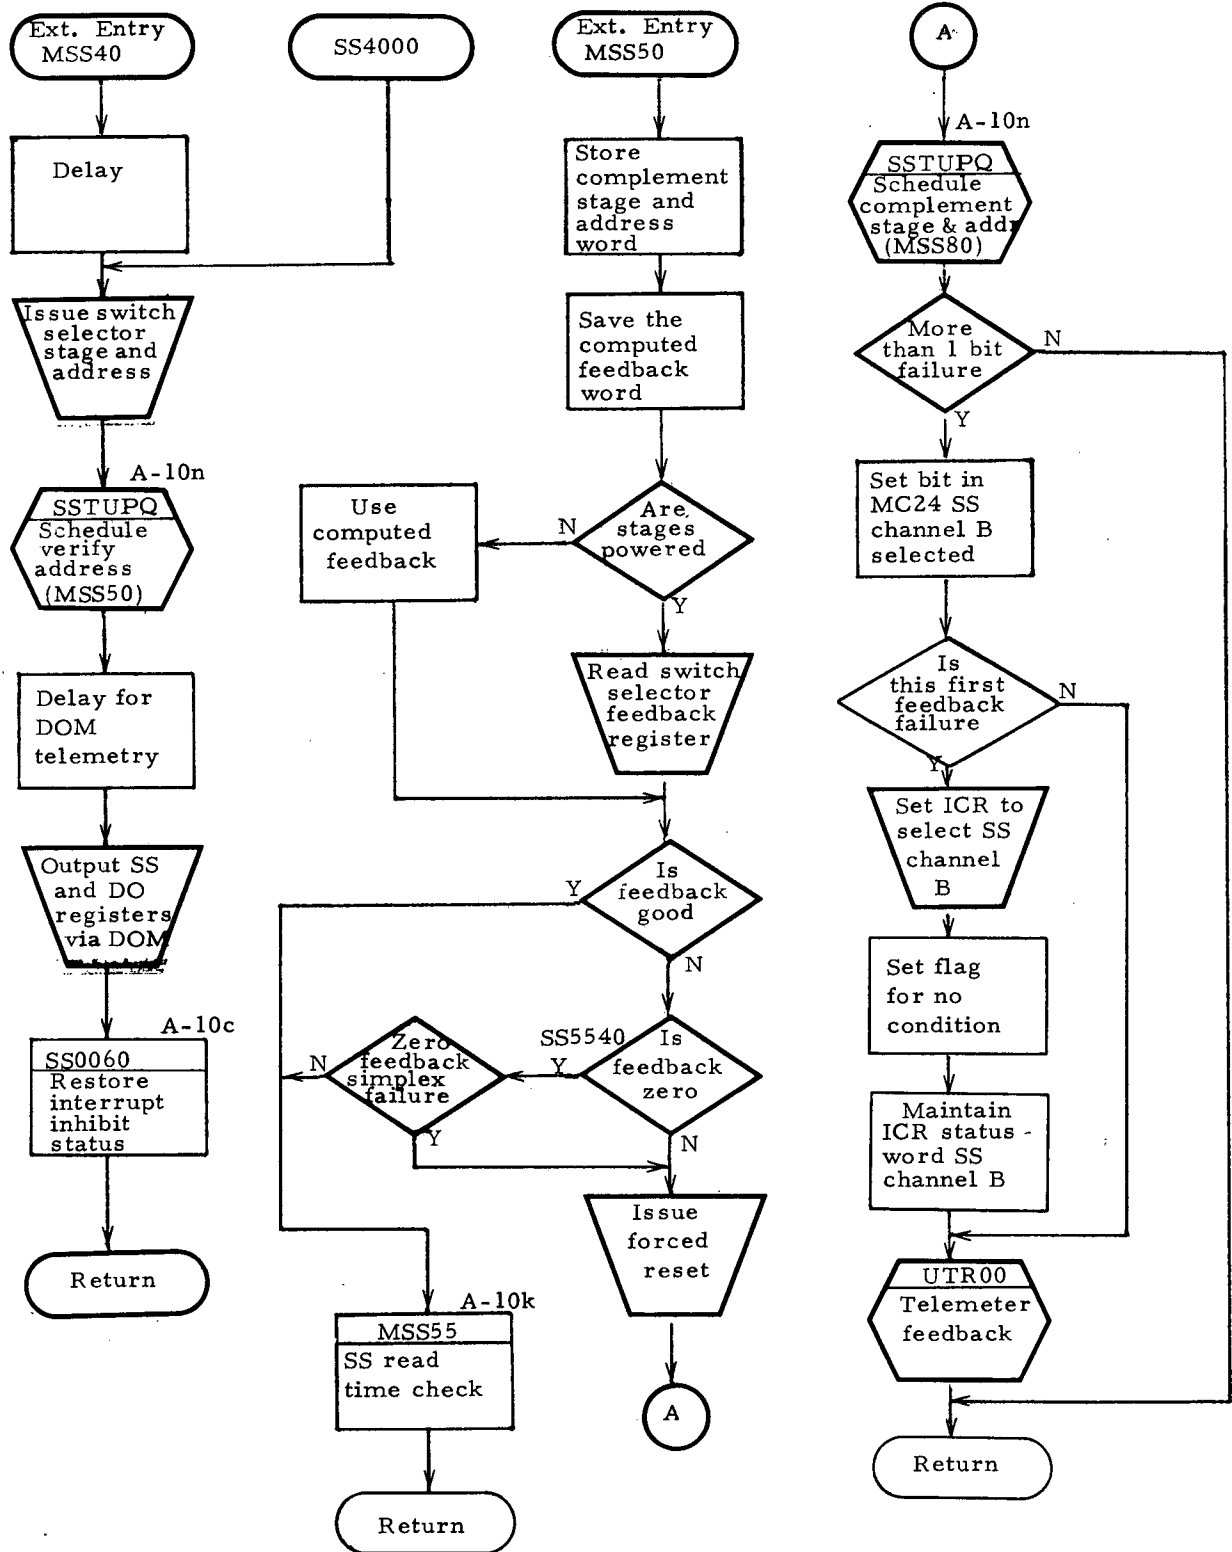 Ext. Entry
MSS40
Delay
Issue switch
selector
stage and
address
A-10n
SSTUPQ
Schedule
verify
address
(MSS50)
Delay for
DOM
telemetry
Output SS
and DO
registers
via DOM
A-10c
SS0060
Restore
interrupt
inhibit
status
Return
SS4000
Ext. Entry
MSS50
Store
complement
stage and
address
word
Save the
computed
feedback
word
Are
stages
powered
N
Y
Use
computed
feedback
Read switch
selector
feedback
register
Is
feedback
good
Y
N
SS5540
Is
feedback
zero
Y
N
Zero
feedback
simplex
failure
N
Y
Issue
forced
reset
A
A-10k
MSS55
SS read
time check
Return
A
A-10n
SSTUPQ
Schedule
complement
stage & addr
(MSS80)
More
than 1 bit
failure
N
Y
Set bit in
MC24 SS
channel B
selected
Is
this first
feedback
failure
N
Y
Set ICR to
select SS
channel
B
Set flag
for no
condition
Maintain
ICR status -
word SS
channel B
UTR00
Telemeter
feedback
Return